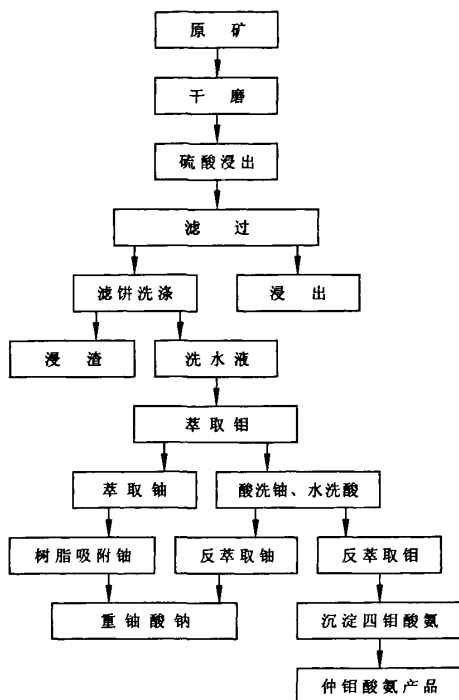 原 矿
干 磨
硫酸浸出
滤 过
滤饼洗涤
浸 出
浸 渣
洗水液
萃取钼
萃取铀
酸洗铀、水洗酸
树脂吸附铀
反萃取铀
反萃取钼
重铀酸钠
沉淀四钼酸氨
仲钼酸氨产品